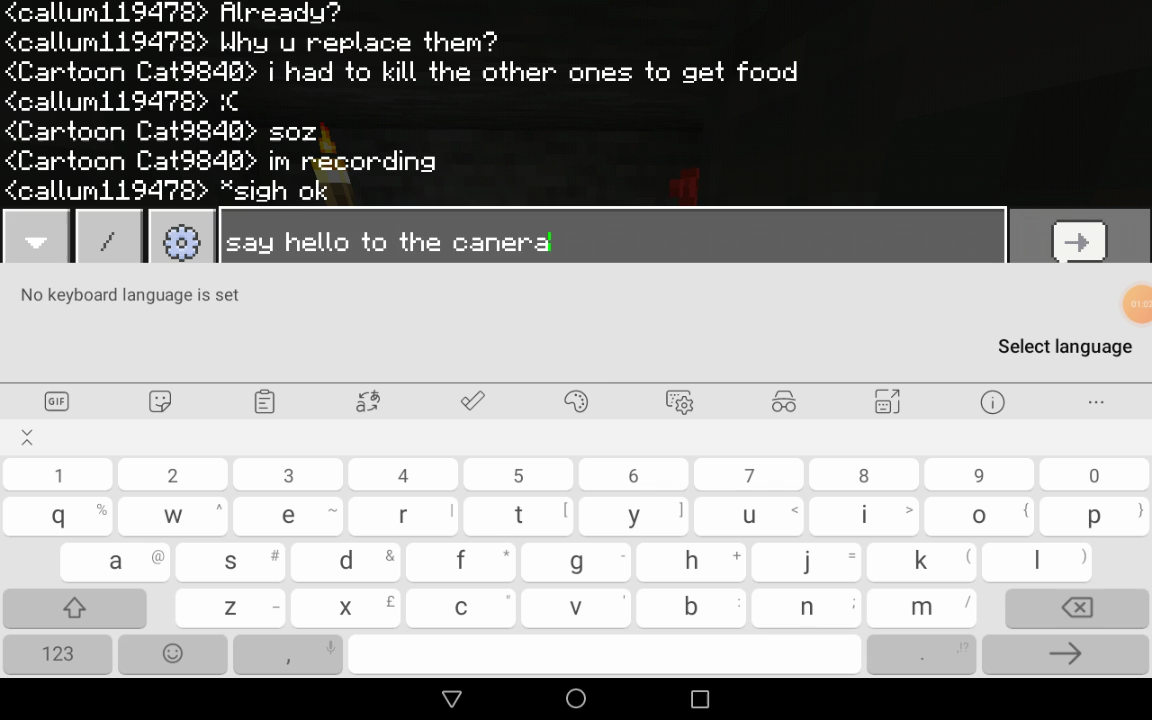 <callum119478> Already?
<callum119478> Why u replace them?
<Cartoon Cat9840> i had to kill the other ones to get food
<callum119478> :C
<Cartoon Cat9840> soz
<Cartoon Cat9840> im recording
<callum119478> *sigh ok
/ say hello to the canera
No keyboard language is set
01:02
Select language
GIF
1 2 3 4 5 6 7 8 9 0
q % w ^ e ~ r | t [ y ] u < i > o { p }
a @ s # d & f * g - h + j = k ( l )
z _ x £ c " v ' b : n ; m /
123 , . ,!?